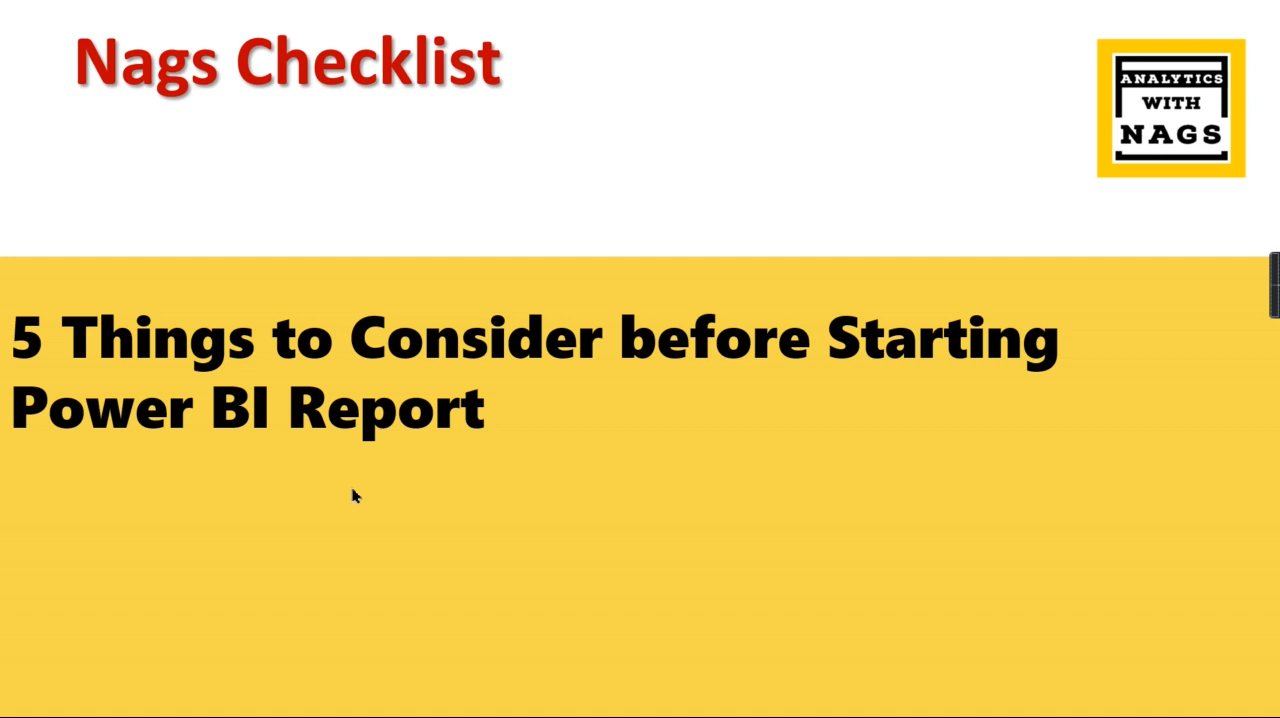 Nags Checklist
ANALYTICS
WITH
NAGS
5 Things to Consider before Starting
Power BI Report